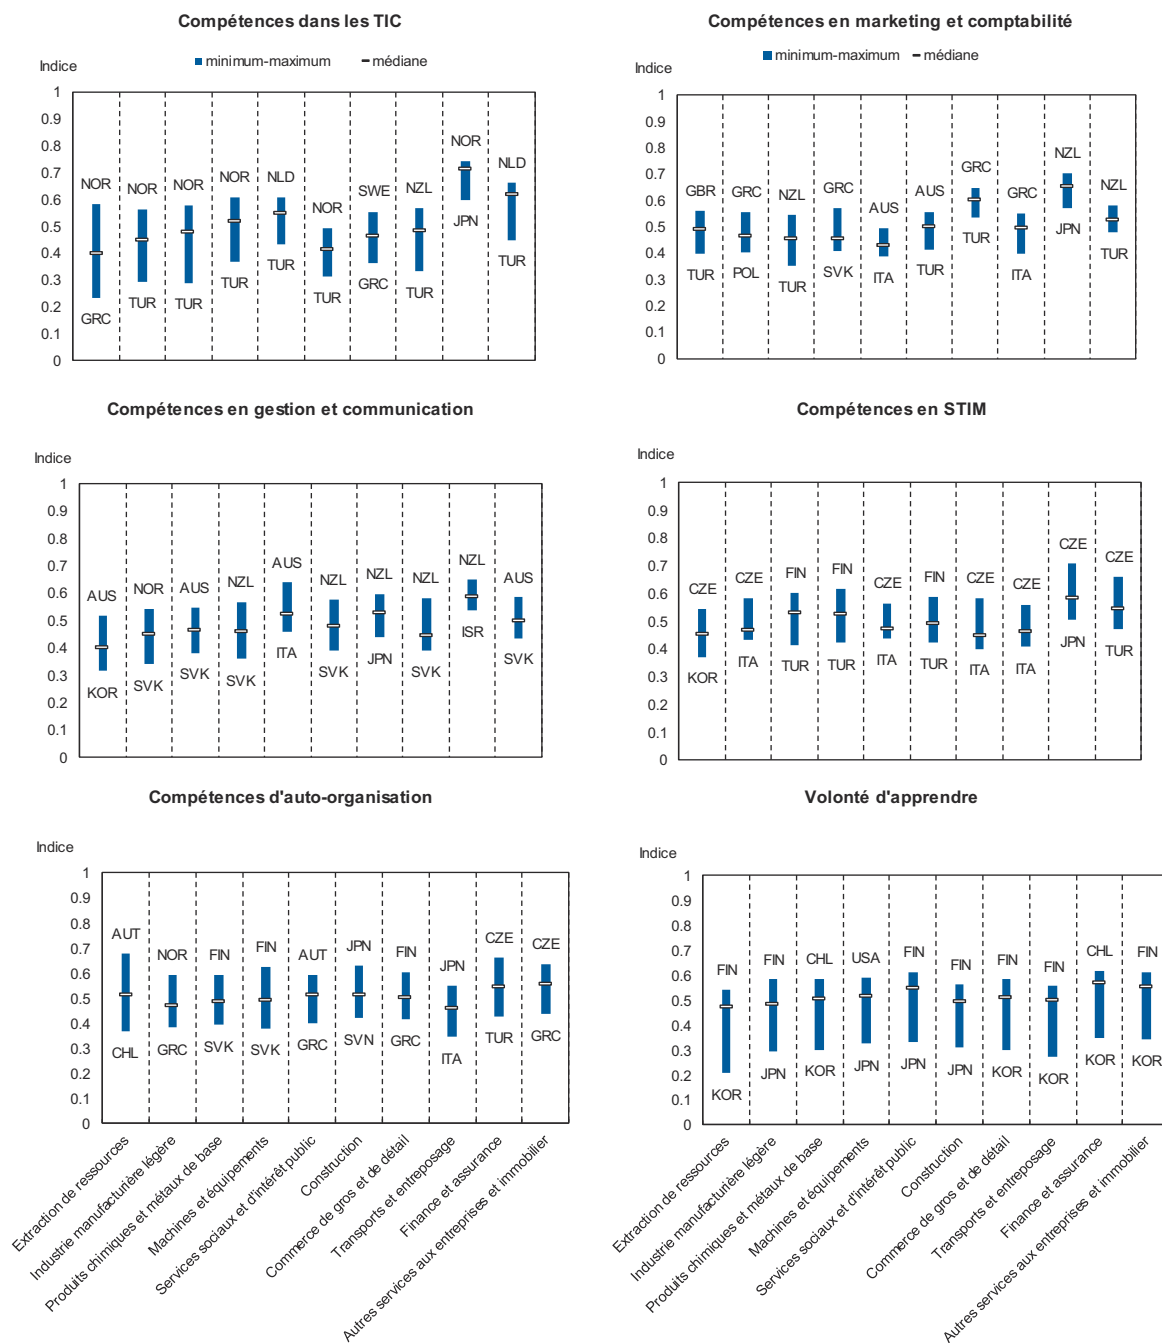 Compétences dans les TIC
minimum-maximum médiane
Indice
1
0.9
0.8
0.7
0.6
0.5
0.4
0.3
0.2
0.1
0
NOR NOR NOR NOR NLD NOR SWE NZL NOR NLD
GRC TUR TUR TUR TUR TUR GRC TUR JPN TUR
Compétences en marketing et comptabilité
minimum-maximum médiane
Indice
1
0.9
0.8
0.7
0.6
0.5
0.4
0.3
0.2
0.1
0
GBR GRC NZL GRC AUS AUS GRC GRC NZL NZL
TUR POL TUR SVK ITA TUR TUR ITA JPN TUR
Compétences en gestion et communication
Indice
1
0.9
0.8
0.7
0.6
0.5
0.4
0.3
0.2
0.1
0
AUS NOR AUS NZL AUS NZL NZL NZL NZL AUS
KOR SVK SVK SVK ITA SVK JPN SVK ISR SVK
Compétences en STIM
Indice
1
0.9
0.8
0.7
0.6
0.5
0.4
0.3
0.2
0.1
0
CZE CZE FIN FIN CZE FIN CZE CZE CZE CZE
KOR ITA TUR TUR ITA TUR ITA ITA JPN TUR
Compétences d'auto-organisation
Indice
1
0.9
0.8
0.7
0.6
0.5
0.4
0.3
0.2
0.1
0
AUT NOR FIN FIN AUT JPN FIN JPN CZE CZE
CHL GRC SVK SVK GRC SVN GRC ITA TUR GRC
Extraction de ressources
Industrie manufacturière légère
Produits chimiques et métaux de base
Machines et équipements
Services sociaux et d'intérêt public
Construction
Commerce de gros et de détail
Transports et entreposage
Finance et assurance
Autres services aux entreprises et immobilier
Volonté d'apprendre
Indice
1
0.9
0.8
0.7
0.6
0.5
0.4
0.3
0.2
0.1
0
FIN FIN CHL USA FIN FIN FIN FIN CHL FIN
KOR JPN KOR JPN JPN JPN KOR KOR KOR KOR
Extraction de ressources
Industrie manufacturière légère
Produits chimiques et métaux de base
Machines et équipements
Services sociaux et d'intérêt public
Construction
Commerce de gros et de détail
Transports et entreposage
Finance et assurance
Autres services aux entreprises et immobilier